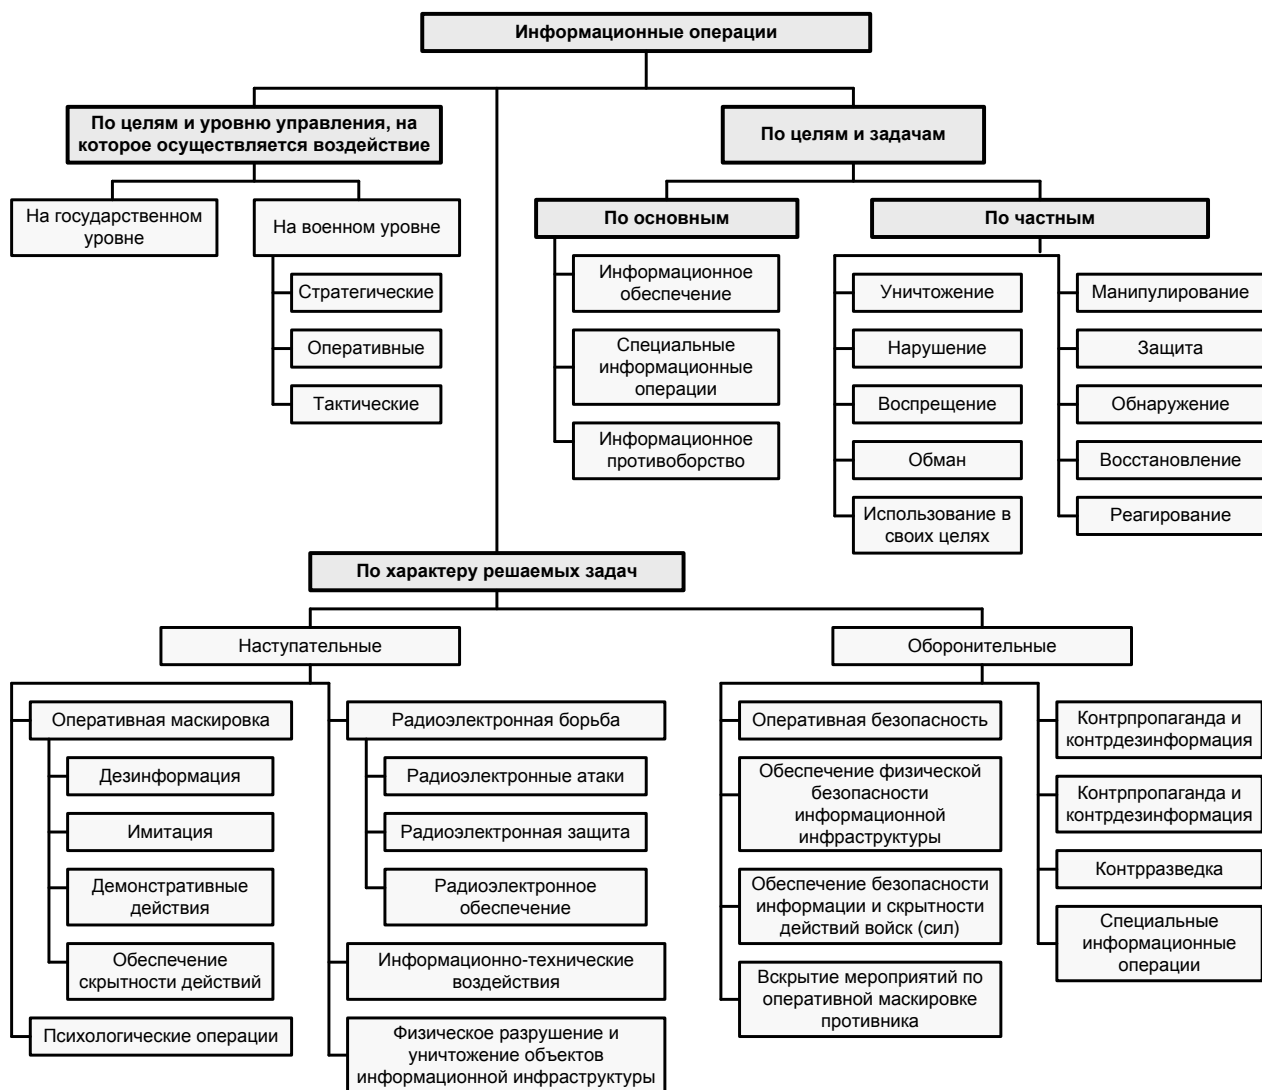 Информационные операции
По целям и уровню управления, на
которое осуществляется воздействие
На государственном
уровне
На военном уровне
Стратегические
Оперативные
Тактические
По целям и задачам
По основным
Информационное
обеспечение
Специальные
информационные
операции
Информационное
противоборство
По частным
Уничтожение
Нарушение
Воспрещение
Обман
Использование в
своих целях
Манипулирование
Защита
Обнаружение
Восстановление
Реагирование
По характеру решаемых задач
Наступательные
Оперативная маскировка
Дезинформация
Имитация
Демонстративные
действия
Обеспечение
скрытности действий
Психологические операции
Радиоэлектронная борьба
Радиоэлектронные атаки
Радиоэлектронная защита
Радиоэлектронное
обеспечение
Информационно-технические
воздействия
Физическое разрушение и
уничтожение объектов
информационной инфраструктуры
Оборонительные
Оперативная безопасность
Обеспечение физической
безопасности
информационной
инфраструктуры
Обеспечение безопасности
информации и скрытности
действий войск (сил)
Вскрытие мероприятий по
оперативной маскировке
противника
Контрпропаганда и
контрдезинформация
Контрпропаганда и
контрдезинформация
Контрразведка
Специальные
информационные
операции